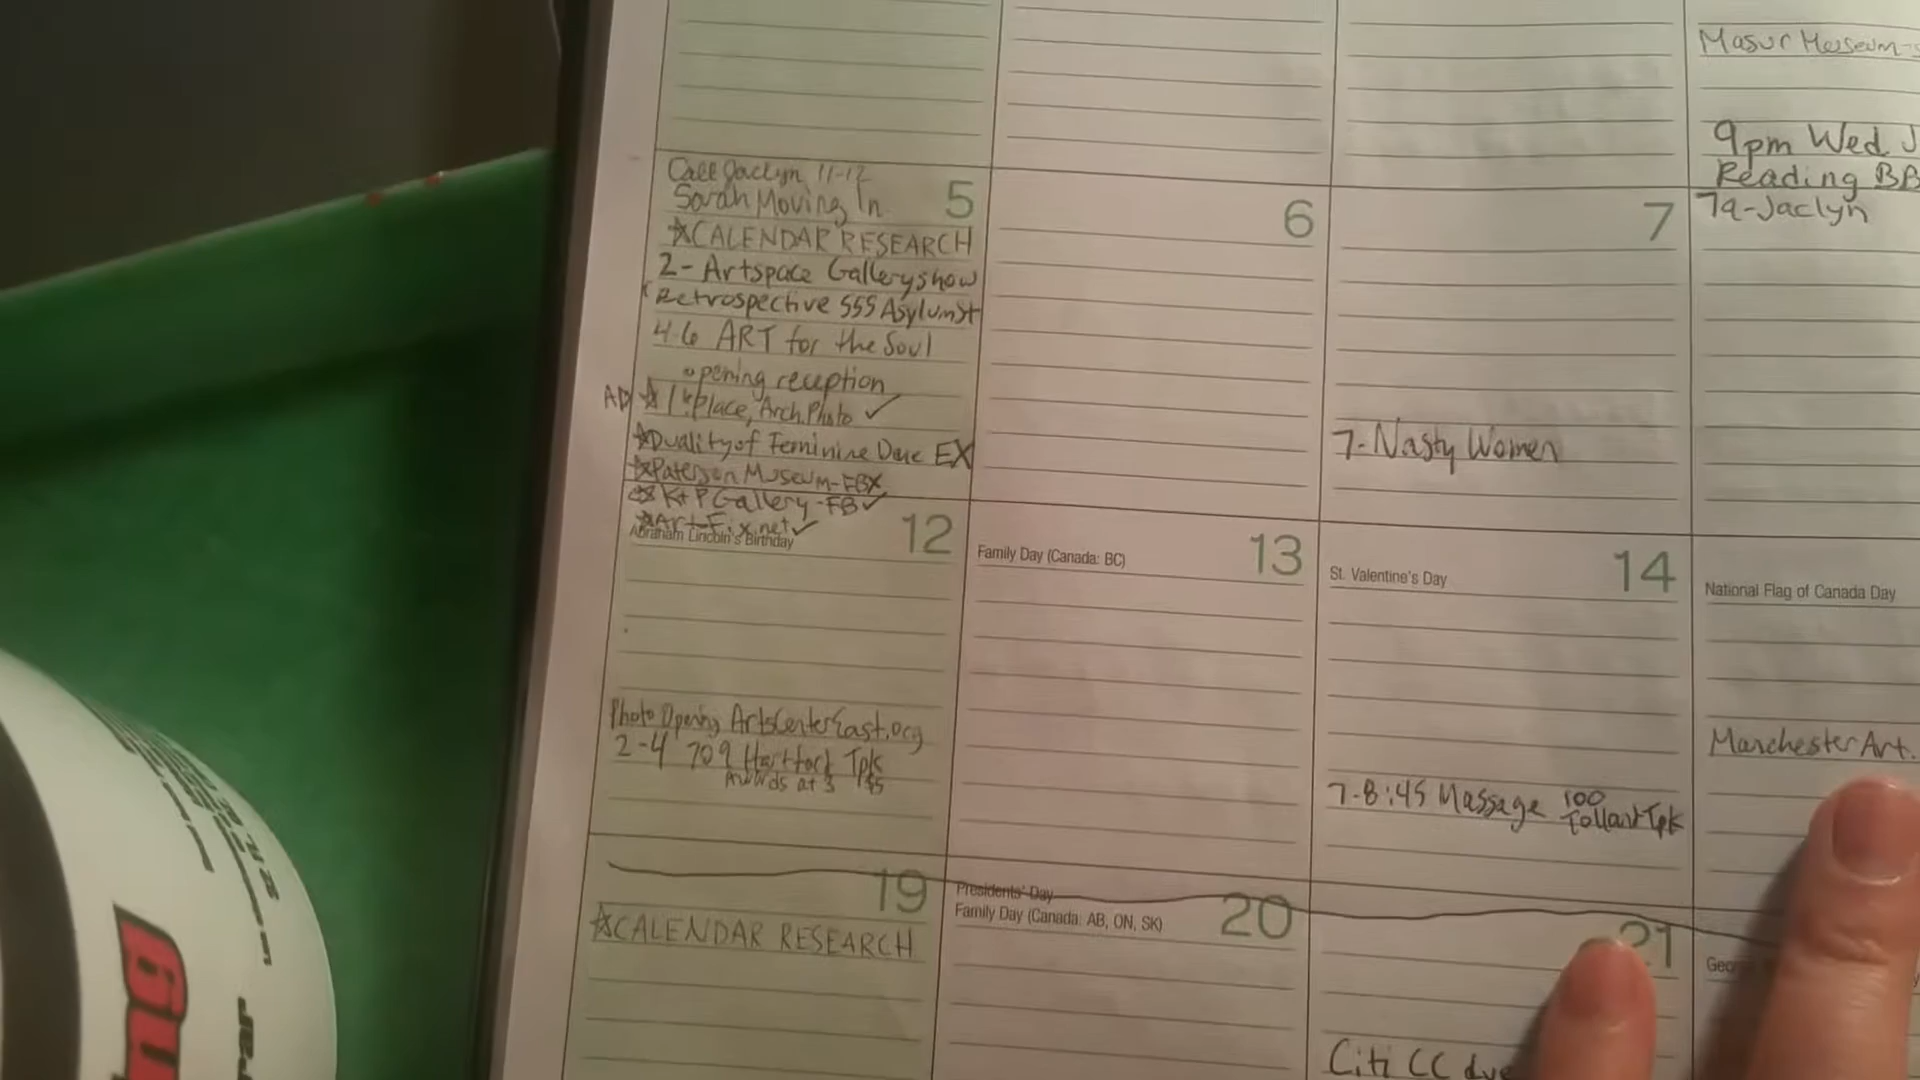 Masur Museum-
9pm Wed. J
Reading BB
Call Jaclyn 11-12
Sarah Moving In
5
☆CALENDAR RESEARCH
2- Artspace Gallery show
Retrospective 555 Asylum St
4-6 ART for the Soul
opening reception
AD ☆ 1st place, Arch. Photo ✓
☆Duality of Feminine Due EX
☆Paterson Museum-FBX
☆ K+P Gallery-FB✓
☆Art-Fix.net✓
6
7
7-Nasty Women
7a-Jaclyn
Abraham Lincoln's Birthday
12
Photo Opening ArtsCenterEast.org
2-4 709 Hartford Tpk
Awards at 3 $5
Family Day (Canada: BC)
13
St. Valentine's Day
14
7-8:45 Massage 100
Tolland Tpk
National Flag of Canada Day
Manchester Art.
19
☆CALENDAR RESEARCH
Presidents' Day
Family Day (Canada: AB, ON, SK)
20
21
Citi CC due